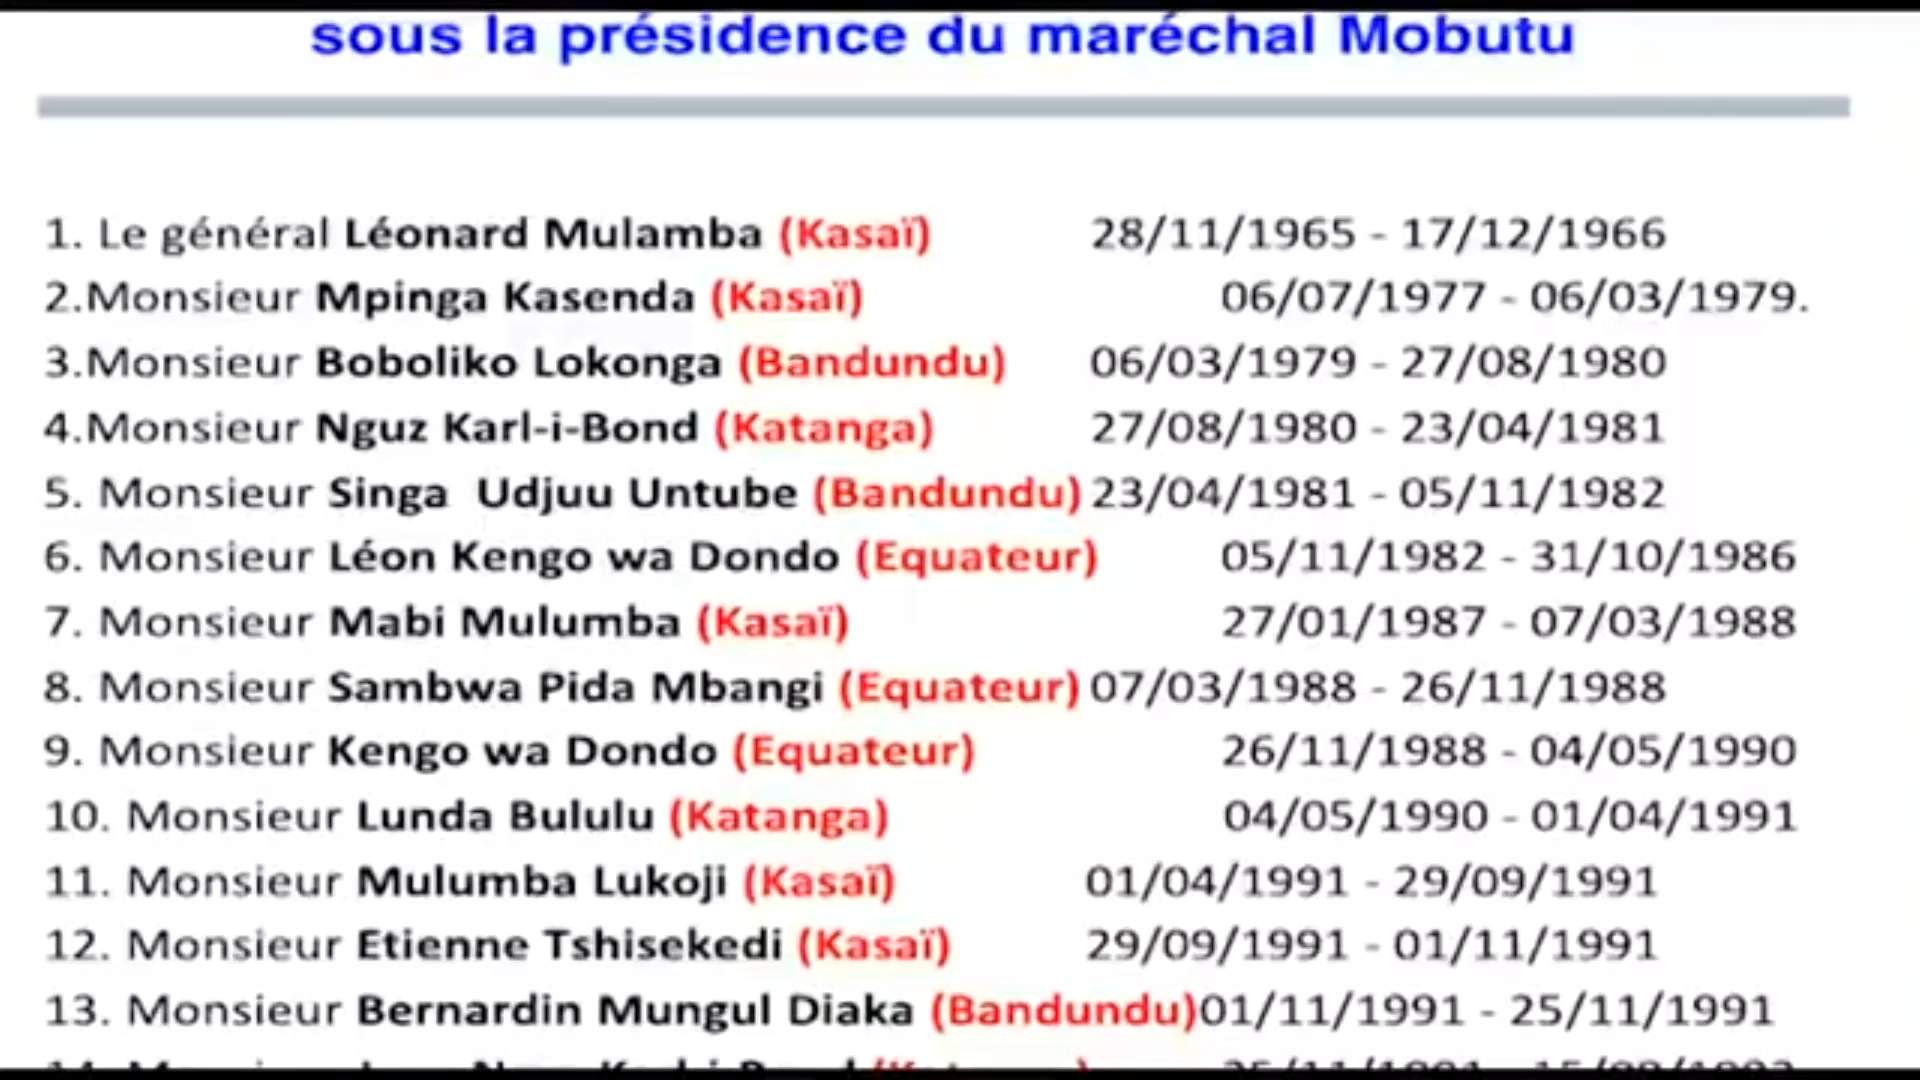 sous la présidence du maréchal Mobutu
1. Le général Léonard Mulamba (Kasaï) 28/11/1965 - 17/12/1966
2.Monsieur Mpinga Kasenda (Kasaï) 06/07/1977 - 06/03/1979.
3.Monsieur Boboliko Lokonga (Bandundu) 06/03/1979 - 27/08/1980
4.Monsieur Nguz Karl-i-Bond (Katanga) 27/08/1980 - 23/04/1981
5. Monsieur Singa Udjuu Untube (Bandundu) 23/04/1981 - 05/11/1982
6. Monsieur Léon Kengo wa Dondo (Equateur) 05/11/1982 - 31/10/1986
7. Monsieur Mabi Mulumba (Kasaï) 27/01/1987 - 07/03/1988
8. Monsieur Sambwa Pida Mbangi (Equateur) 07/03/1988 - 26/11/1988
9. Monsieur Kengo wa Dondo (Equateur) 26/11/1988 - 04/05/1990
10. Monsieur Lunda Bululu (Katanga) 04/05/1990 - 01/04/1991
11. Monsieur Mulumba Lukoji (Kasaï) 01/04/1991 - 29/09/1991
12. Monsieur Etienne Tshisekedi (Kasaï) 29/09/1991 - 01/11/1991
13. Monsieur Bernardin Mungul Diaka (Bandundu)01/11/1991 - 25/11/1991